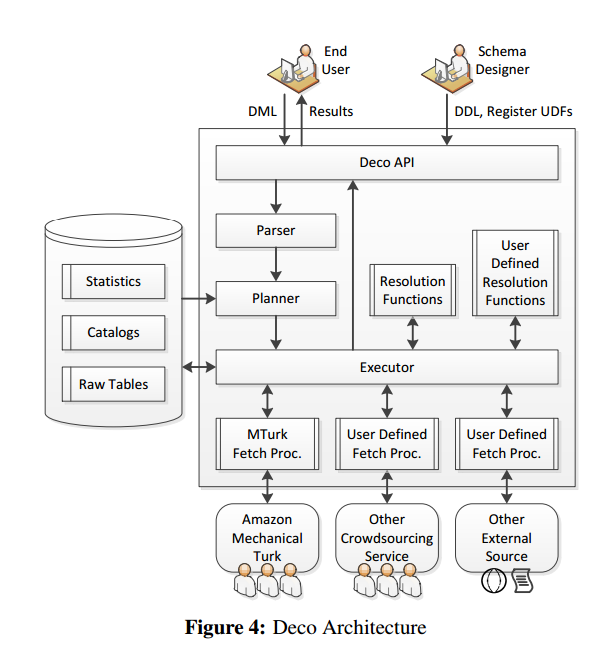 End
User
Schema
Designer
DML
Results
DDL, Register UDFs
Deco API
Parser
User
Defined
Resolution
Functions
Statistics
Planner
Resolution
Functions
Catalogs
Raw Tables
Executor
MTurk
Fetch Proc.
User Defined
Fetch Proc.
User Defined
Fetch Proc.
Amazon
Mechanical
Turk
Other
Crowdsourcing
Service
Other
External
Source
Figure 4: Deco Architecture